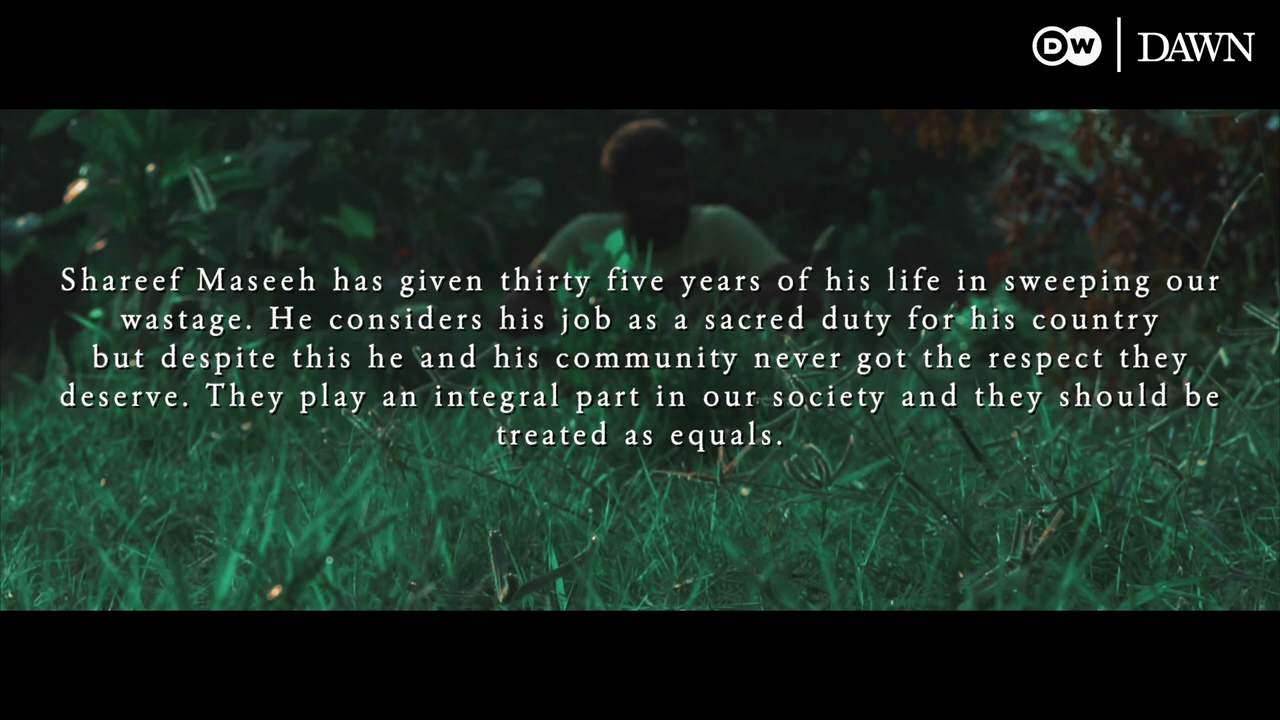 DW | DAWN
Shareef Maseeh has given thirty five years of his life in sweeping our
wastage. He considers his job as a sacred duty for his country
but despite this he and his community never got the respect they
deserve. They play an integral part in our society and they should be
treated as equals.